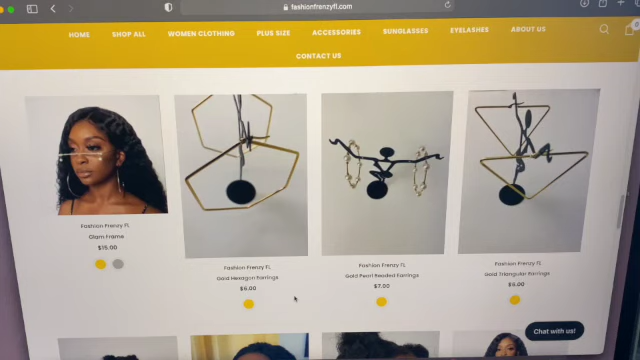 fashionfrenzyfl.com
HOME SHOP ALL WOMEN CLOTHING PLUS SIZE ACCESSORIES SUNGLASSES EYELASHES ABOUT US
CONTACT US
Fashion Frenzy FL
Glam Frame
$15.00
Fashion Frenzy FL
Gold Hexagon Earrings
$6.00
Fashion Frenzy FL
Gold Pearl Beaded Earrings
$7.00
Fashion Frenzy FL
Gold Triangular Earrings
$6.00
Chat with us!